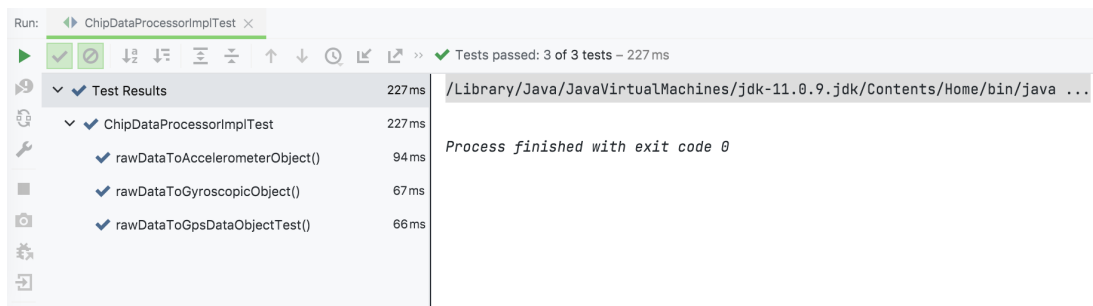 Run: ChipDataProcessorImplTest
Tests passed: 3 of 3 tests – 227 ms
Test Results 227 ms
ChipDataProcessorImplTest 227 ms
rawDataToAccelerometerObject() 94 ms
rawDataToGyroscopicObject() 67 ms
rawDataToGpsDataObjectTest() 66 ms
/Library/Java/JavaVirtualMachines/jdk-11.0.9.jdk/Contents/Home/bin/java ...
Process finished with exit code 0